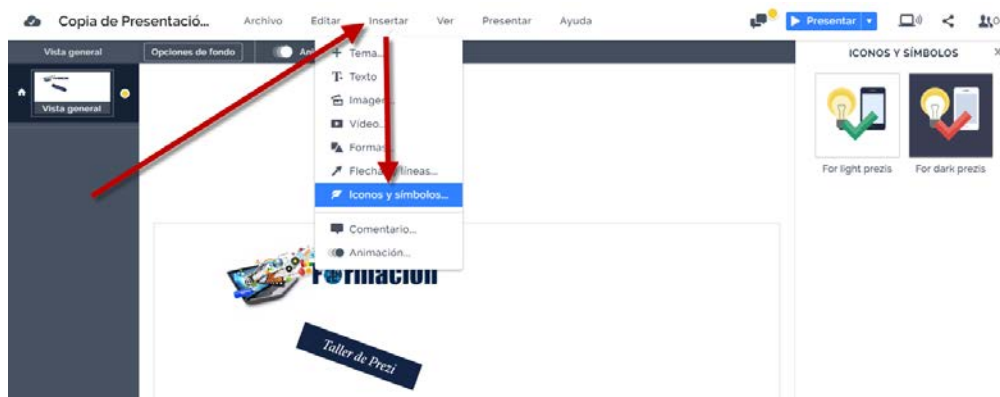 Copia de Presentació... Archivo Editar Insertar Ver Presentar Ayuda Presentar
Vista general Opciones de fondo
Vista general
Tema...
T: Texto
Imagen...
Vídeo...
Formas...
Flechas líneas...
Iconos y símbolos...
Comentario...
Animación...
ICONOS Y SÍMBOLOS
For light prezis For dark prezis
Formación
Taller de Prezi